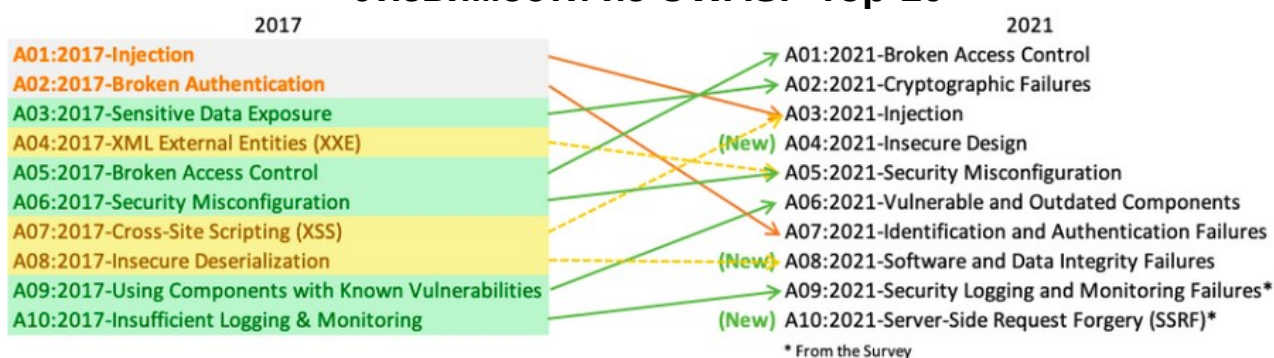 2017
2021
A01:2017-Injection
A02:2017-Broken Authentication
A03:2017-Sensitive Data Exposure
A04:2017-XML External Entities (XXE)
A05:2017-Broken Access Control
A06:2017-Security Misconfiguration
A07:2017-Cross-Site Scripting (XSS)
A08:2017-Insecure Deserialization
A09:2017-Using Components with Known Vulnerabilities
A10:2017-Insufficient Logging & Monitoring
A01:2021-Broken Access Control
A02:2021-Cryptographic Failures
A03:2021-Injection
(New) A04:2021-Insecure Design
A05:2021-Security Misconfiguration
A06:2021-Vulnerable and Outdated Components
A07:2021-Identification and Authentication Failures
(New) A08:2021-Software and Data Integrity Failures
A09:2021-Security Logging and Monitoring Failures*
(New) A10:2021-Server-Side Request Forgery (SSRF)*
* From the Survey